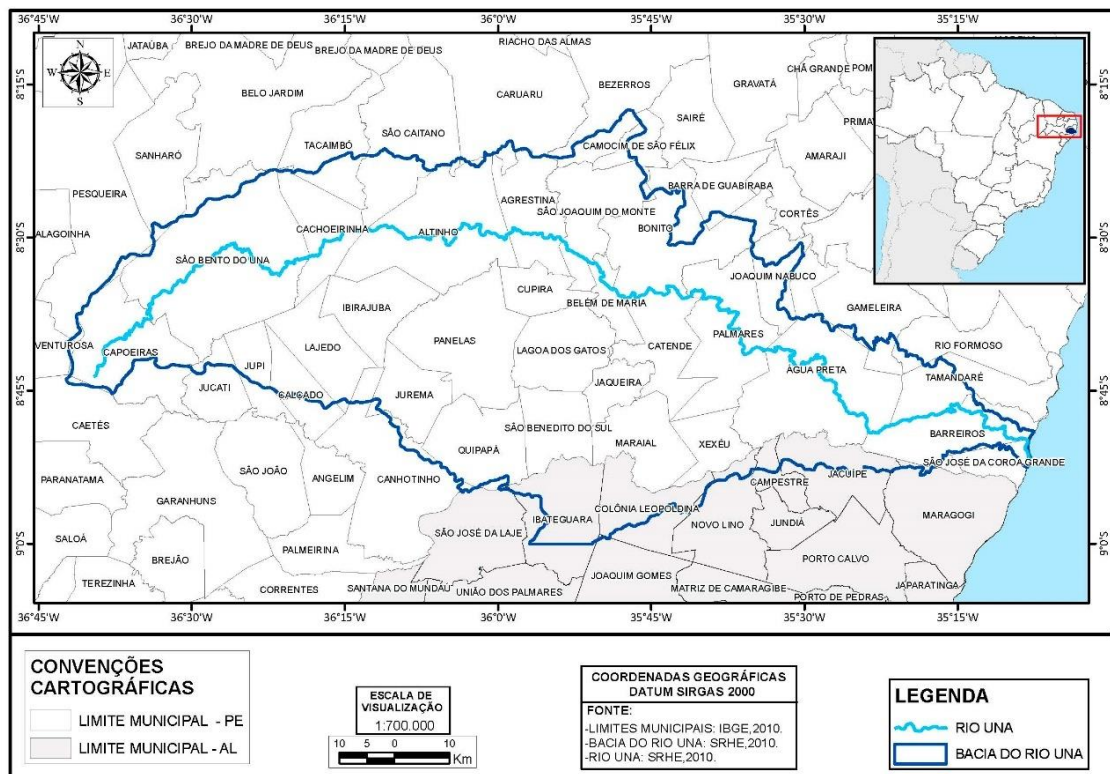 36°45'W 36°30'W 36°15'W 36°0'W 35°45'W 35°30'W 35°15'W
N
W E
S
JATAÚBA
BREJO DA MADRE DE DEUS
BREJO DA MADRE DE DEUS
RIACHO DAS ALMAS
BELO JARDIM
CARUARU
BEZERROS
GRAVATÁ
CHÃ GRANDE
POM
8°15'S
8°15'S
SÃO CAITANO
SAIRÉ
PRIMA
SANHARÓ
TACAIMBÓ
CAMOCIM DE SÃO FÉLIX
AMARAJI
PESQUEIRA
BARRA DE GUABIRABA
AGRESTINA
SÃO JOAQUIM DO MONTE
CORTÊS
ALAGOINHA
CACHOEIRINHA
ALTINHO
BONITO
8°30'S
8°30'S
SÃO BENTO DO UNA
JOAQUIM NABUCO
CUPIRA
IBIRAJUBA
BELÉM DE MARIA
GAMELEIRA
VENTUROSA
CAPOEIRAS
LAJEDO
PANELAS
LAGOA DOS GATOS
CATENDE
PALMARES
RIO FORMOSO
JUPI
ÁGUA PRETA
TAMANDARÉ
8°45'S
8°45'S
JUCATI
CALÇADO
JUREMA
JAQUEIRA
CAETÉS
SÃO BENEDITO DO SUL
BARREIROS
QUIPAPÁ
MARAIAL
XEXÉU
SÃO JOSÉ DA COROA GRANDE
PARANATAMA
SÃO JOÃO
ANGELIM
CANHOTINHO
CAMPESTRE
JACUIPE
GARANHUNS
COLÔNIA LEOPOLDINA
MARAGOGI
SALOÁ
SÃO JOSÉ DA LAJE
IBATEGUARA
NOVO LINO
JUNDIÁ
9°0'S
9°0'S
BREJÃO
PALMEIRINA
JOAQUIM GOMES
PORTO CALVO
TEREZINHA
CORRENTES
SANTANA DO MUNDAÚ
UNIÃO DOS PALMARES
MATRIZ DE CAMARAGIBE
JAPARATINGA
PORTO DE PEDRAS
36°45'W 36°30'W 36°15'W 36°0'W 35°45'W 35°30'W 35°15'W
CONVENÇÕES
CARTOGRÁFICAS
LIMITE MUNICIPAL - PE
LIMITE MUNICIPAL - AL
ESCALA DE
VISUALIZAÇÃO
1:700.000
10 5 0 10
Km
COORDENADAS GEOGRÁFICAS
DATUM SIRGAS 2000
FONTE:
-LIMITES MUNICIPAIS: IBGE,2010.
-BACIA DO RIO UNA: SRHE,2010.
-RIO UNA: SRHE,2010.
LEGENDA
RIO UNA
BACIA DO RIO UNA